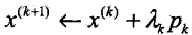 x^{(k+1)} ← x^{(k)} + λ_k p_k